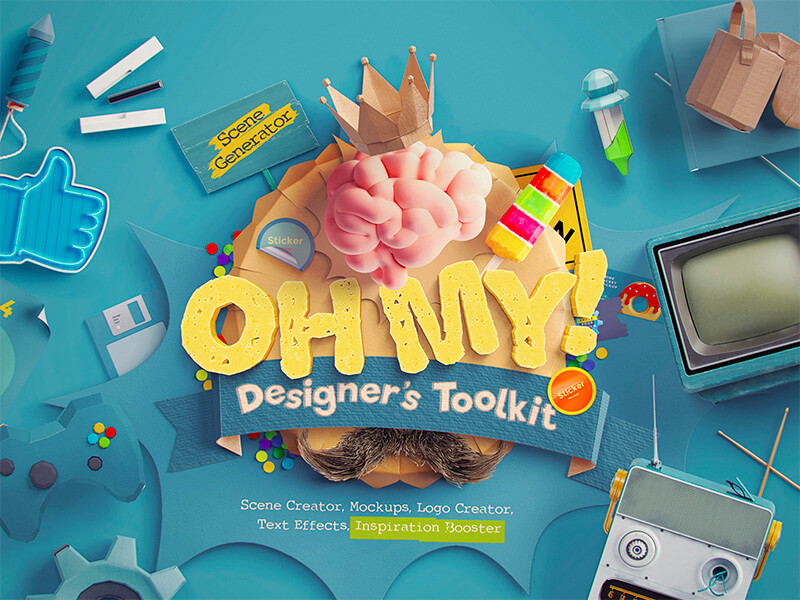 Scene
Generator
Sticker
N
OH MY!
Designer's Toolkit
Sticker
Scene Creator, Mockups, Logo Creator,
Text Effects, Inspiration Booster